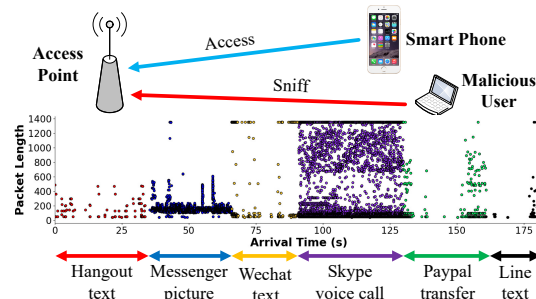 Access
Point
Access
Smart Phone
Sniff
Malicious
User
Packet Length
1400
1200
1000
800
600
400
200
0
0 25 50 75 100 125 150 175
Arrival Time (s)
Hangout
text
Messenger
picture
Wechat
text
Skype
voice call
Paypal
transfer
Line
text